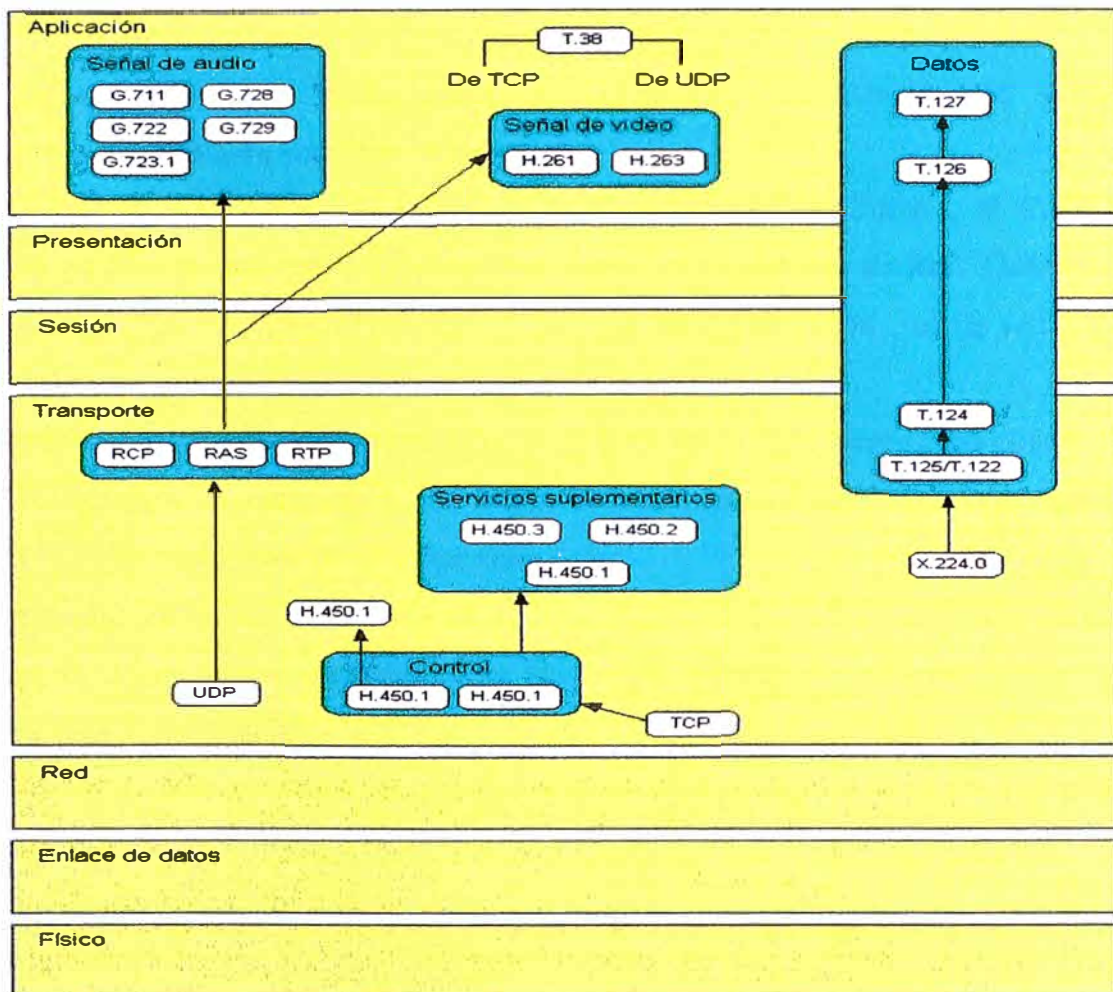 Aplicación
T.38
De TCP
De UDP
Señal de audio
G.711
G.728
G.722
G.729
G.723.1
Señal de video
H.261
H.263
Datos
T.127
T.126
T.124
T.125/T.122
X.224.0
Presentación
Sesión
Transporte
RCP
RAS
RTP
UDP
Servicios suplementarios
H.450.3
H.450.2
H.450.1
H.450.1
Control
H.450.1
H.450.1
TCP
Red
Enlace de datos
Físico